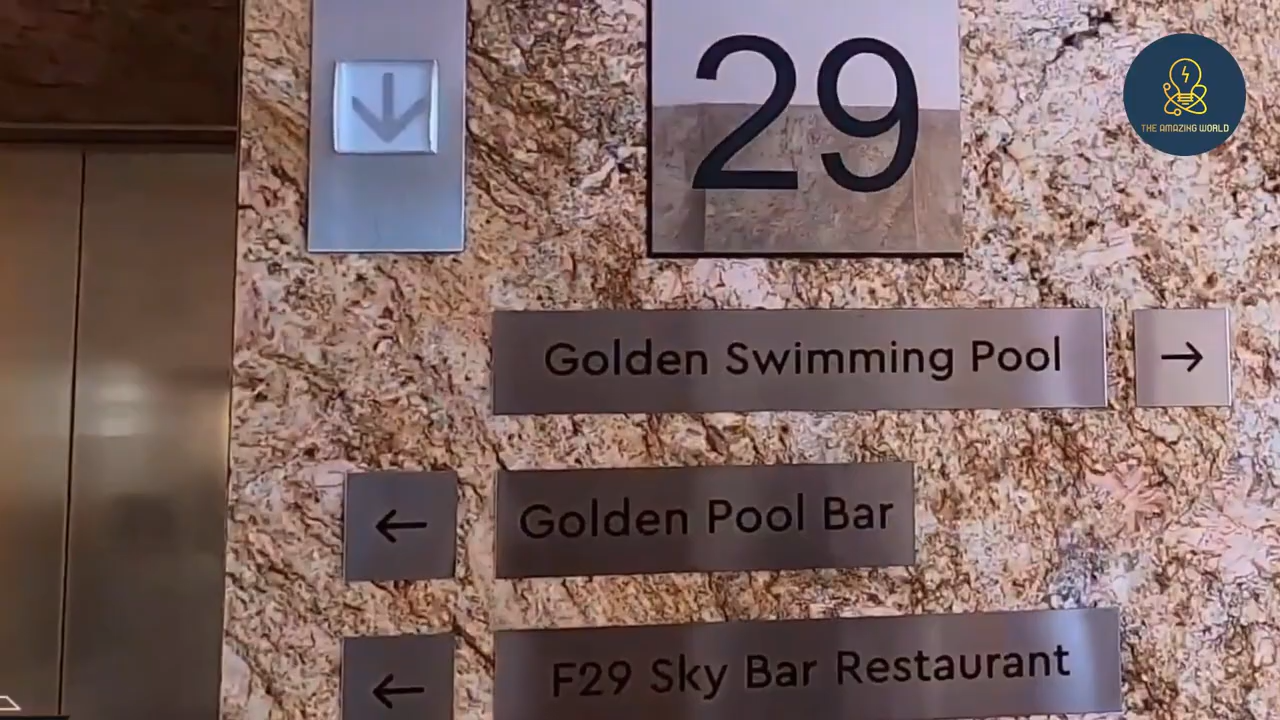 29
THE AMAZING WORLD
Golden Swimming Pool →
← Golden Pool Bar
← F29 Sky Bar Restaurant